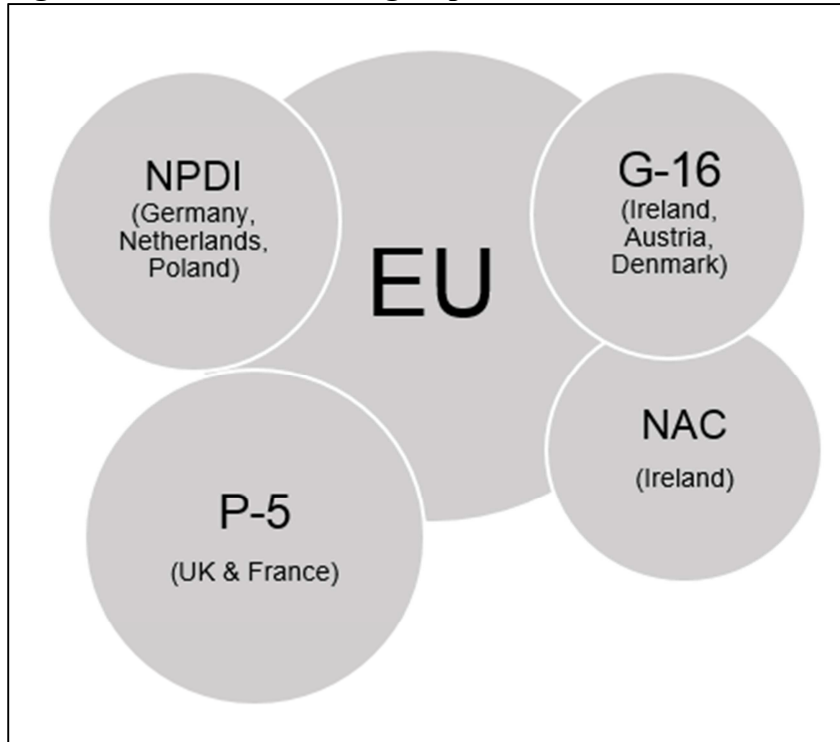 NPDI
(Germany,
Netherlands,
Poland)
G-16
(Ireland,
Austria,
Denmark)
EU
NAC
(Ireland)
P-5
(UK & France)